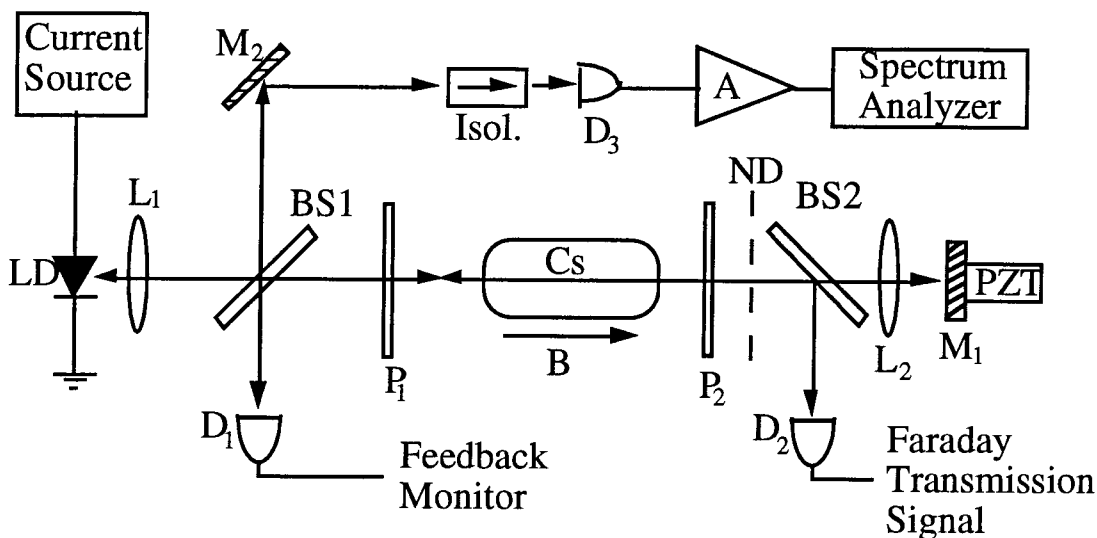 Current
Source
M2
Isol.
D3
A
Spectrum
Analyzer
L1
BS1
ND
BS2
LD
Cs
PZT
B
P1
P2
L2
M1
D1
Feedback
Monitor
D2
Faraday
Transmission
Signal